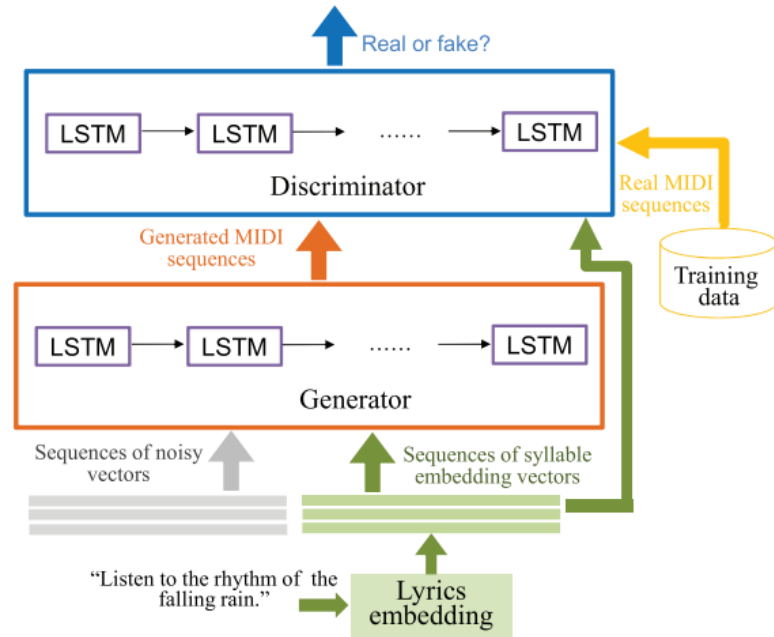 Real or fake?
LSTM
LSTM
......
LSTM
Discriminator
Real MIDI
sequences
Generated MIDI
sequences
Training
data
LSTM
LSTM
......
LSTM
Generator
Sequences of noisy
vectors
Sequences of syllable
embedding vectors
“Listen to the rhythm of the
falling rain.”
Lyrics
embedding